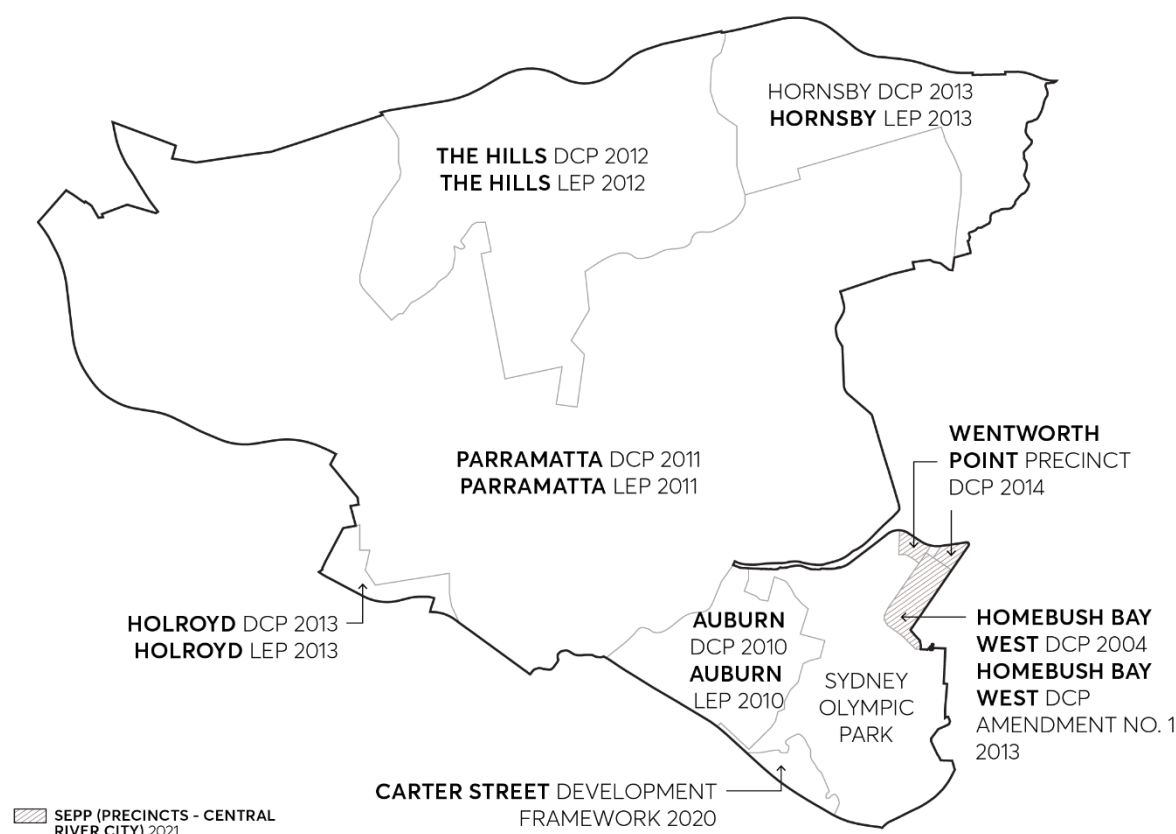 HORNSBY DCP 2013
HORNSBY LEP 2013
THE HILLS DCP 2012
THE HILLS LEP 2012
PARRAMATTA DCP 2011
PARRAMATTA LEP 2011
WENTWORTH
POINT PRECINCT
DCP 2014
HOLROYD DCP 2013
HOLROYD LEP 2013
AUBURN
DCP 2010
AUBURN
LEP 2010
SYDNEY
OLYMPIC
PARK
HOMEBUSH BAY
WEST DCP 2004
HOMEBUSH BAY
WEST DCP
AMENDMENT NO. 1
2013
CARTER STREET DEVELOPMENT
FRAMEWORK 2020
SEPP (PRECINCTS - CENTRAL
RIVER CITY) 2021